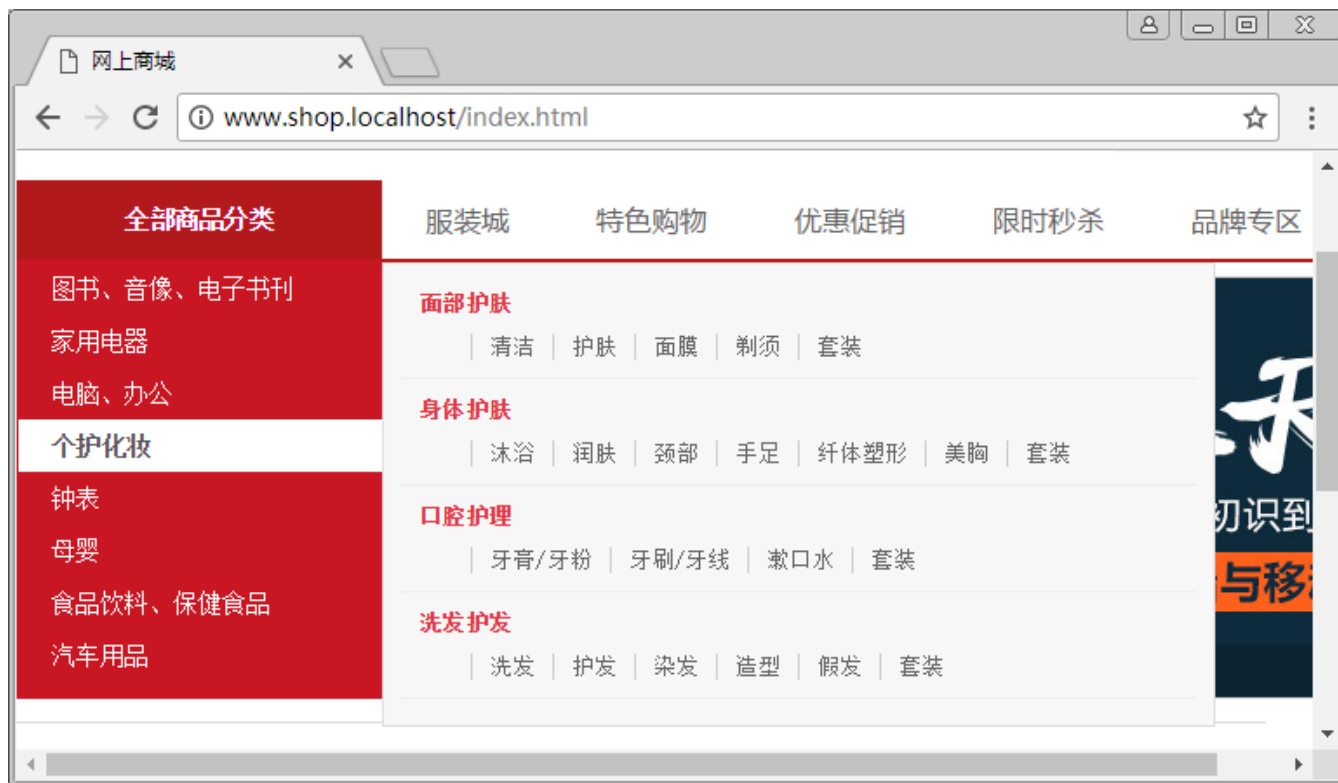 网上商城
www.shop.localhost/index.html
全部商品分类 服装城 特色购物 优惠促销 限时秒杀 品牌专区
图书、音像、电子书刊
家用电器
电脑、办公
个护化妆
钟表
母婴
食品饮料、保健食品
汽车用品
面部护肤
清洁 护肤 面膜 剃须 套装
身体护肤
沐浴 润肤 颈部 手足 纤体塑形 美胸 套装
口腔护理
牙膏/牙粉 牙刷/牙线 漱口水 套装
洗发护发
洗发 护发 染发 造型 假发 套装
初识到
与移